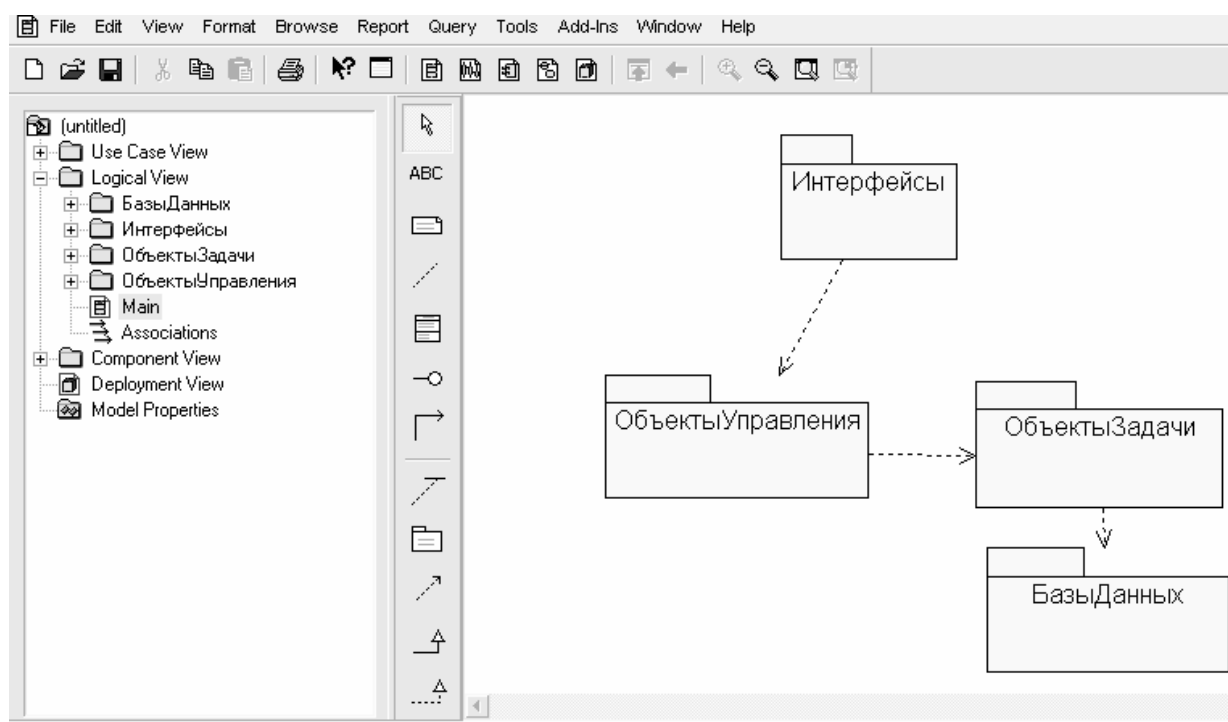 File Edit View Format Browse Report Query Tools Add-Ins Window Help
(untitled)
Use Case View
Logical View
БазыДанных
Интерфейсы
ОбъектыЗадачи
ОбъектыУправления
Main
Associations
Component View
Deployment View
Model Properties
ABC
Интерфейсы
ОбъектыУправления
ОбъектыЗадачи
БазыДанных